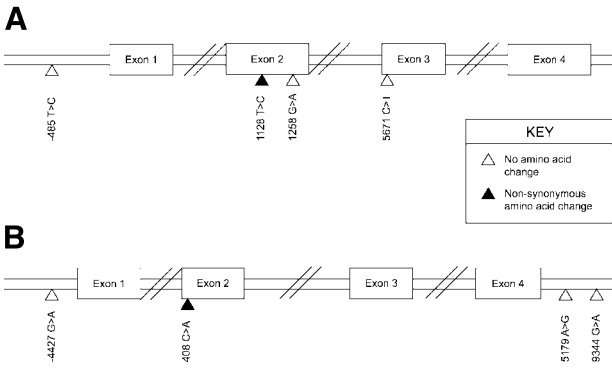 A
Exon 1
Exon 2
Exon 3
Exon 4
-485 T>C
1128 T>C
1258 G>A
5671 C>I
KEY
No amino acid
change
Non-synonymous
amino acid change
B
Exon 1
Exon 2
Exon 3
Exon 4
-4427 G>A
408 C>A
5179 A>G
9344 G>A